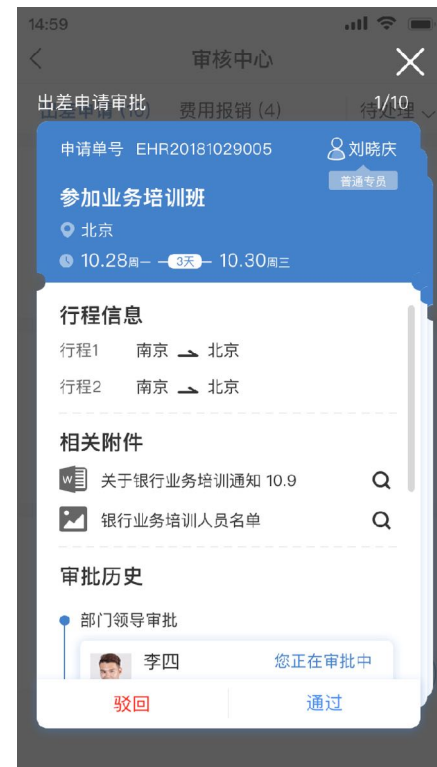 14:59
审核中心
出差申请 (10) 费用报销 (4) 待处理
出差申请审批 1/10
申请单号 EHR20181029005 刘晓庆
普通专员
参加业务培训班
北京
10.28周一 3天 10.30周三
行程信息
行程1 南京 北京
行程2 南京 北京
相关附件
W 关于银行业务培训通知 10.9
银行业务培训人员名单
审批历史
部门领导审批
李四 您正在审批中
驳回 通过